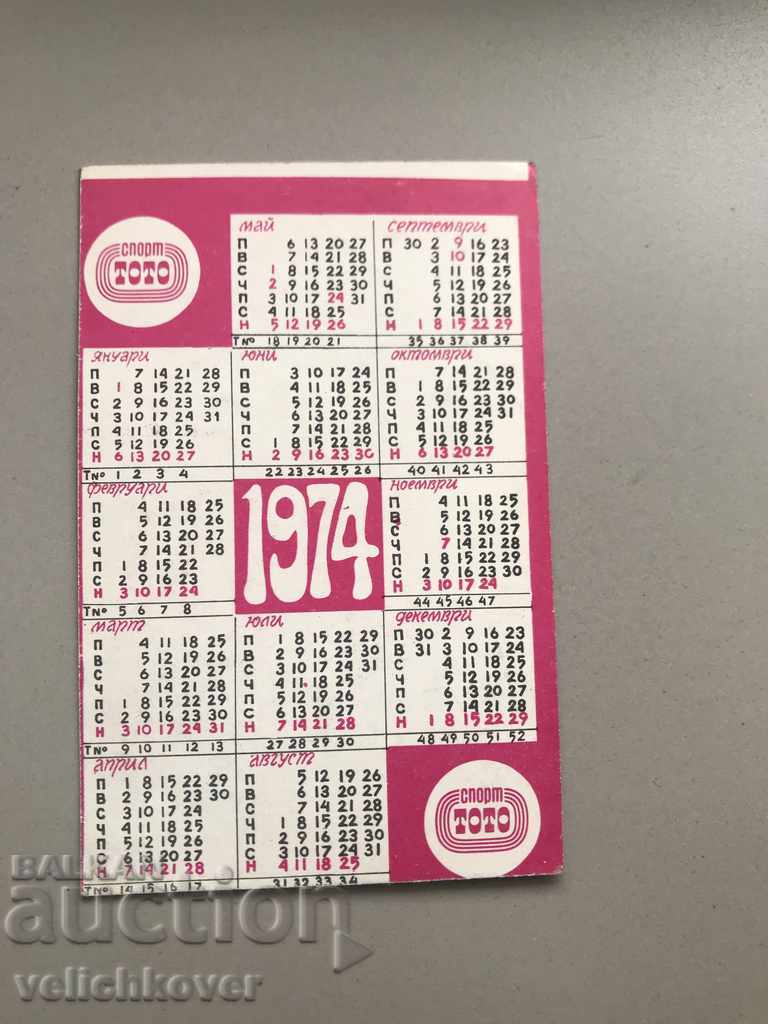 спорт
ТОТО
май
П 6 13 20 27
В 7 14 21 28
С 1 8 15 22 29
Ч 2 9 16 23 30
П 3 10 17 24 31
С 4 11 18 25
Н 5 12 19 26
Т№ 18 19 20 21
септември
П 30 2 9 16 23
В 3 10 17 24
С 4 11 18 25
Ч 5 12 19 26
П 6 13 20 27
С 7 14 21 28
Н 1 8 15 22 29
35 36 37 38 39
януари
П 7 14 21 28
В 1 8 15 22 29
С 2 9 16 23 30
Ч 3 10 17 24 31
П 4 11 18 25
С 5 12 19 26
Н 6 13 20 27
Т№ 1 2 3 4
юни
П 3 10 17 24
В 4 11 18 25
С 5 12 19 26
Ч 6 13 20 27
П 7 14 21 28
С 1 8 15 22 29
Н 2 9 16 23 30
22 23 24 25 26
октомври
П 7 14 21 28
В 1 8 15 22 29
С 2 9 16 23 30
Ч 3 10 17 24 31
П 4 11 18 25
С 5 12 19 26
Н 6 13 20 27
40 41 42 43
февруари
П 4 11 18 25
В 5 12 19 26
С 6 13 20 27
Ч 7 14 21 28
П 1 8 15 22
С 2 9 16 23
Н 3 10 17 24
Т№ 5 6 7 8
1974
ноември
П 4 11 18 25
В 5 12 19 26
С 6 13 20 27
Ч 7 14 21 28
П 1 8 15 22 29
С 2 9 16 23 30
Н 3 10 17 24
44 45 46 47
март
П 4 11 18 25
В 5 12 19 26
С 6 13 20 27
Ч 7 14 21 28
П 1 8 15 22 29
С 2 9 16 23 30
Н 3 10 17 24 31
Т№ 9 10 11 12 13
юли
П 1 8 15 22 29
В 2 9 16 23 30
С 3 10 17 24 31
Ч 4 11 18 25
П 5 12 19 26
С 6 13 20 27
Н 7 14 21 28
27 28 29 30
декември
П 30 2 9 16 23
В 31 3 10 17 24
С 4 11 18 25
Ч 5 12 19 26
П 6 13 20 27
С 7 14 21 28
Н 1 8 15 22 29
48 49 50 51 52
април
П 1 8 15 22 29
В 2 9 16 23 30
С 3 10 17 24
Ч 4 11 18 25
П 5 12 19 26
С 6 13 20 27
Н 7 14 21 28
Т№ 14 15 16 17
август
П 5 12 19 26
В 6 13 20 27
С 7 14 21 28
Ч 1 8 15 22 29
П 2 9 16 23 30
С 3 10 17 24 31
Н 4 11 18 25
31 32 33 34
спорт
ТОТО
BALKAN
auction
velichkover